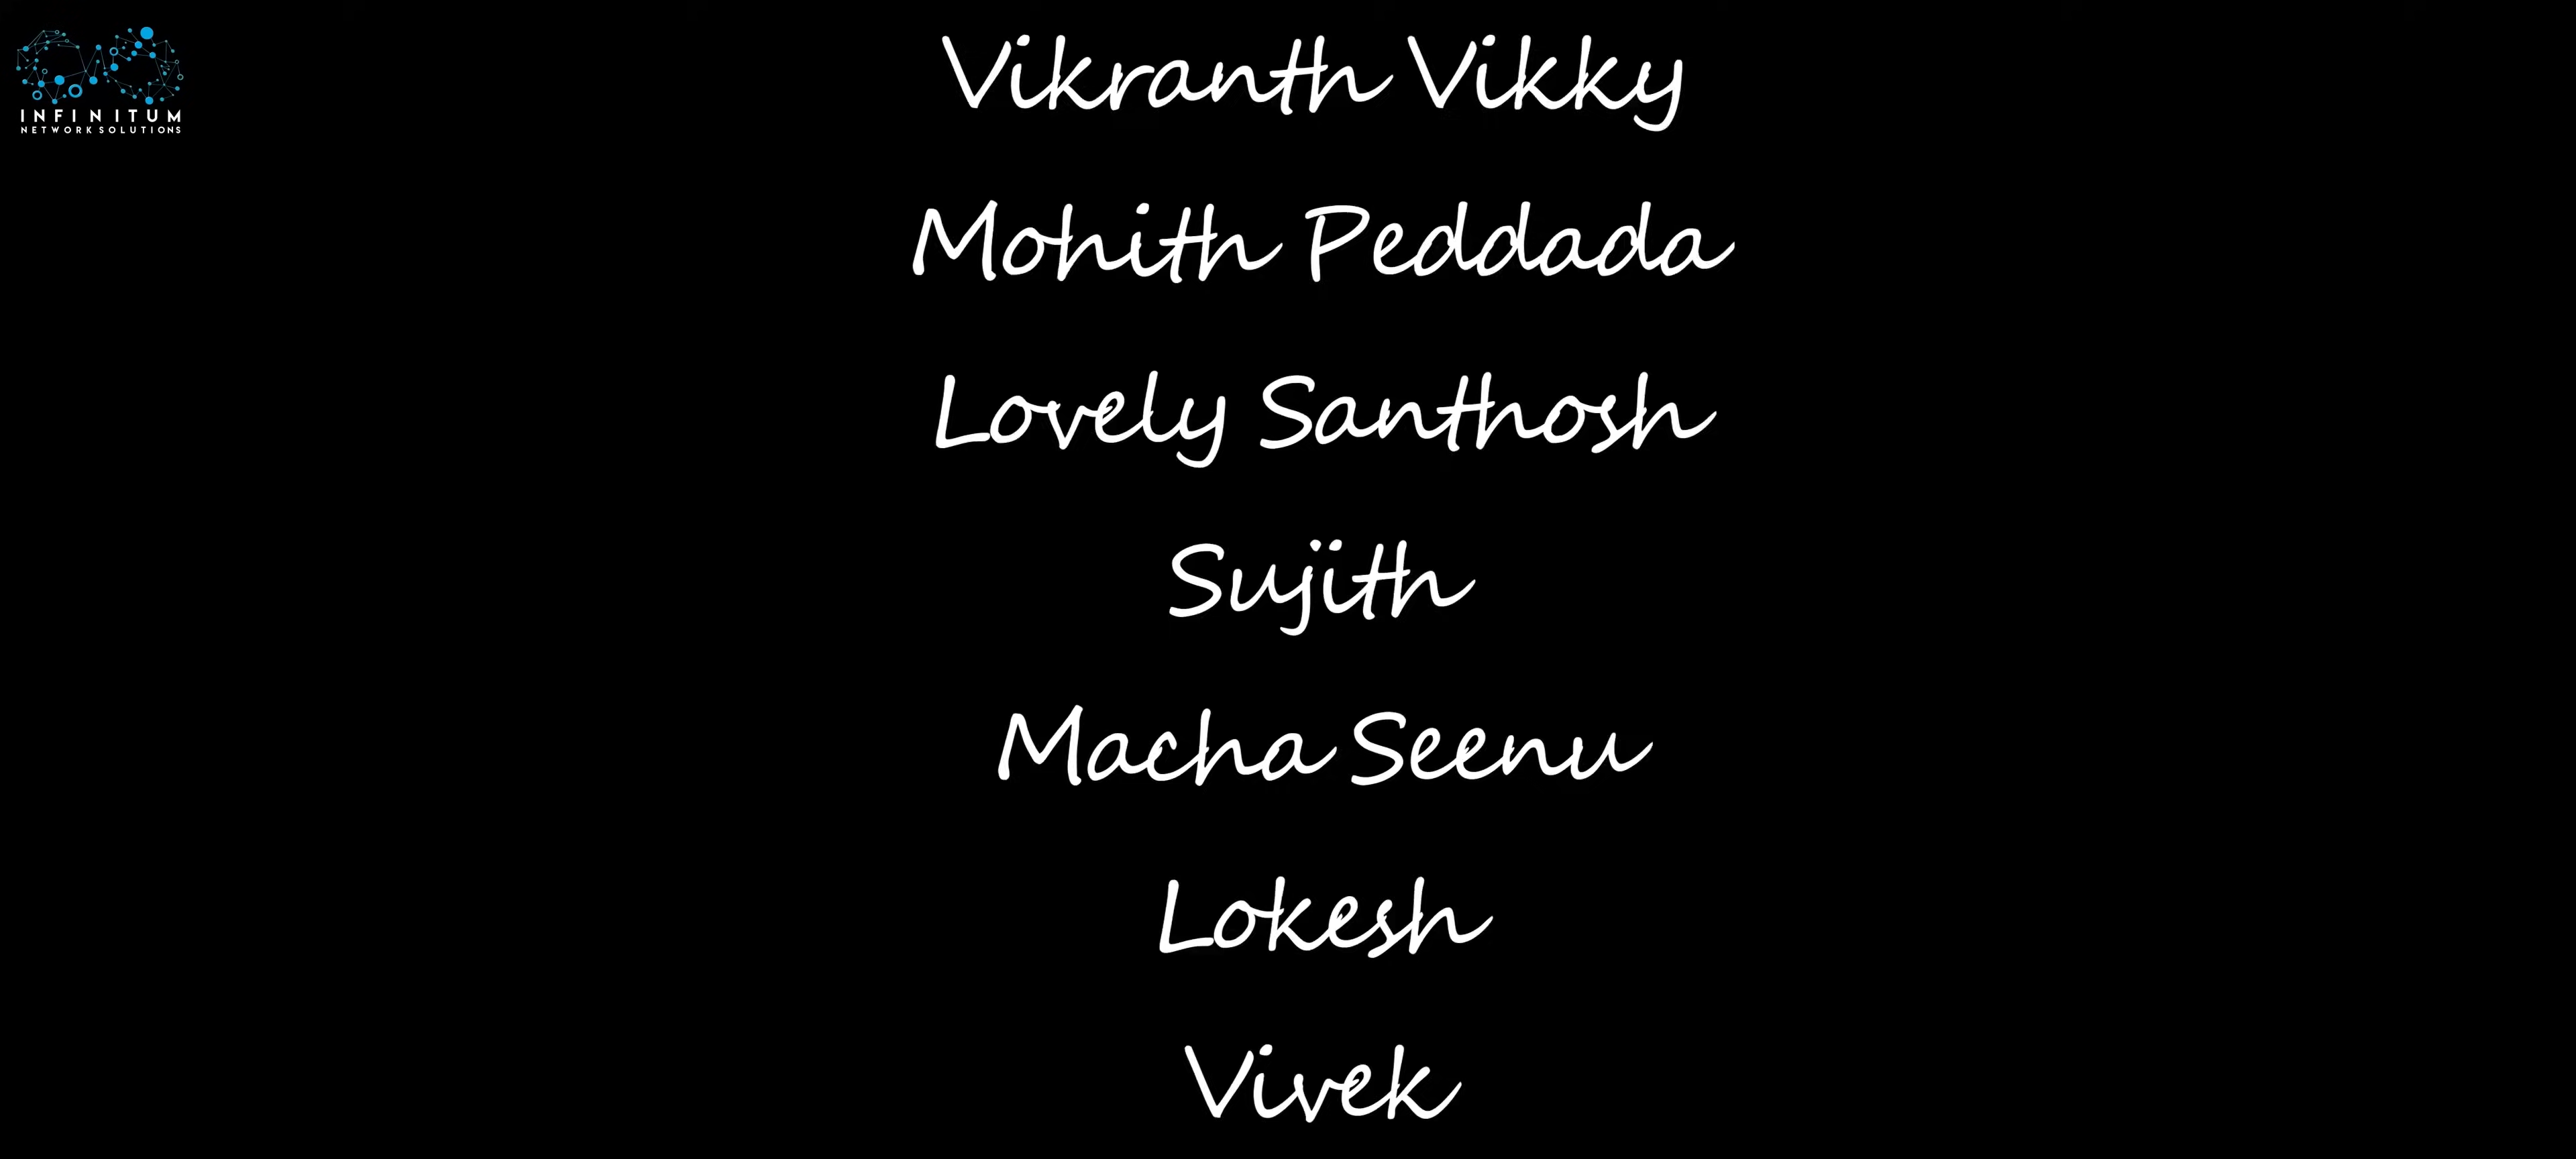 INFINITUM
NETWORK SOLUTIONS
Vikranth Vikky
Mohith Peddada
Lovely Santhosh
Sujith
Macha Seenu
Lokesh
Vivek